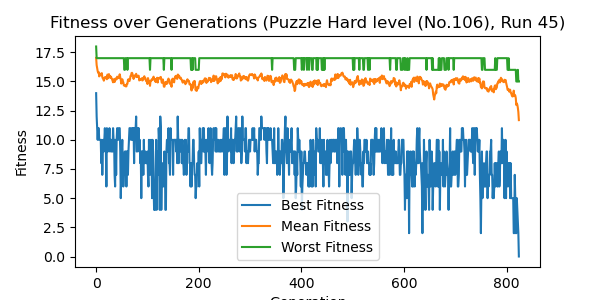 Fitness over Generations (Puzzle Hard level (No.106), Run 45)
Fitness
17.5
15.0
12.5
10.0
7.5
5.0
2.5
0.0
Best Fitness
Mean Fitness
Worst Fitness
0
200
400
600
800
Generation